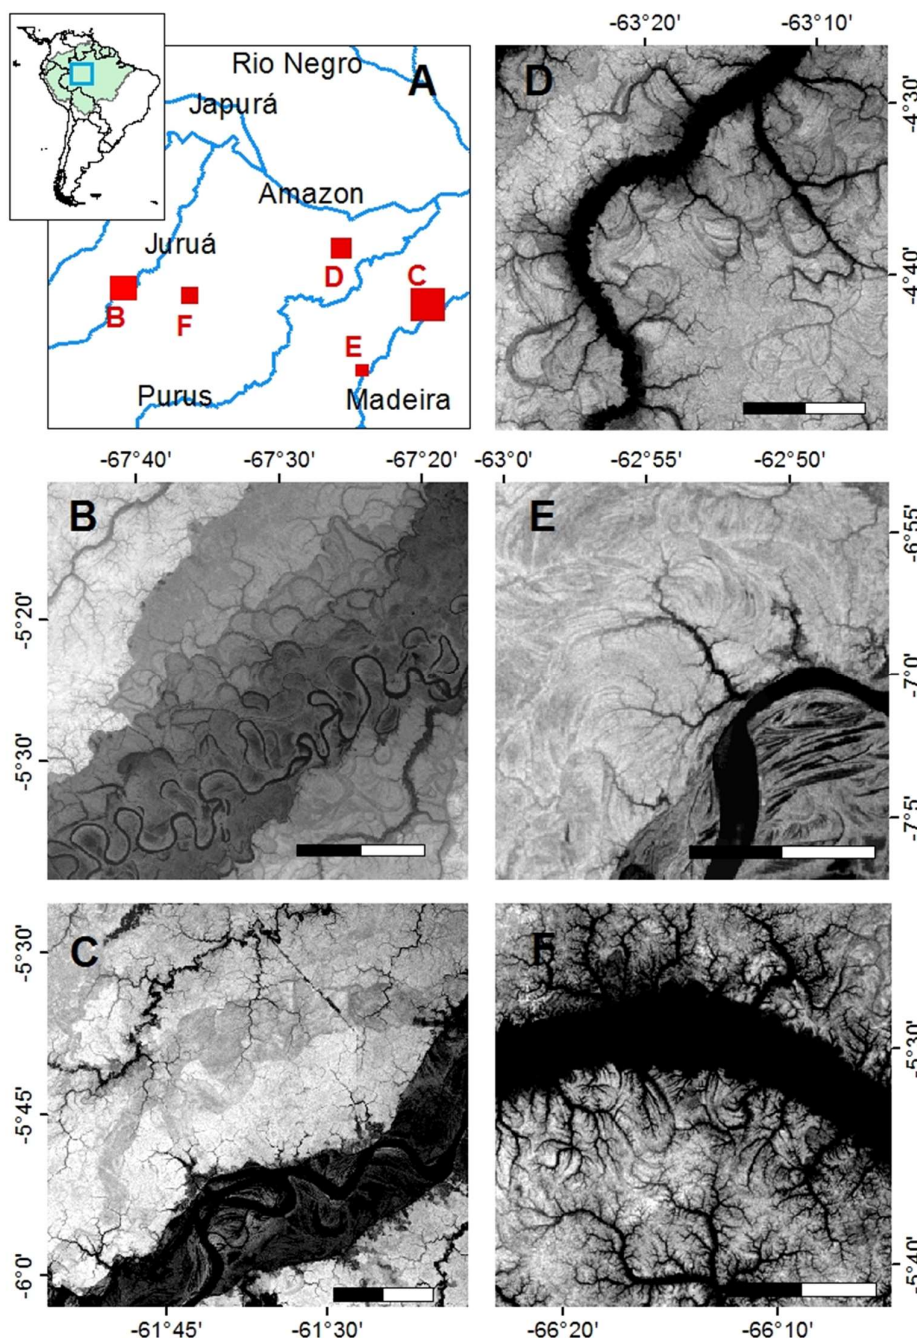 A
Rio Negro
Japurá
Amazon
Juruá
D
C
B
F
E
Purus
Madeira
-63°20' -63°10'
D
-4°30'
-4°40'
-67°40' -67°30' -67°20'
B
-5°20'
-5°30'
-63°0' -62°55' -62°50'
E
-6°55'
-7°0'
-7°5'
C
-5°30'
-5°45'
-6°0'
-61°45' -61°30'
F
-5°30'
-5°40'
-66°20' -66°10'